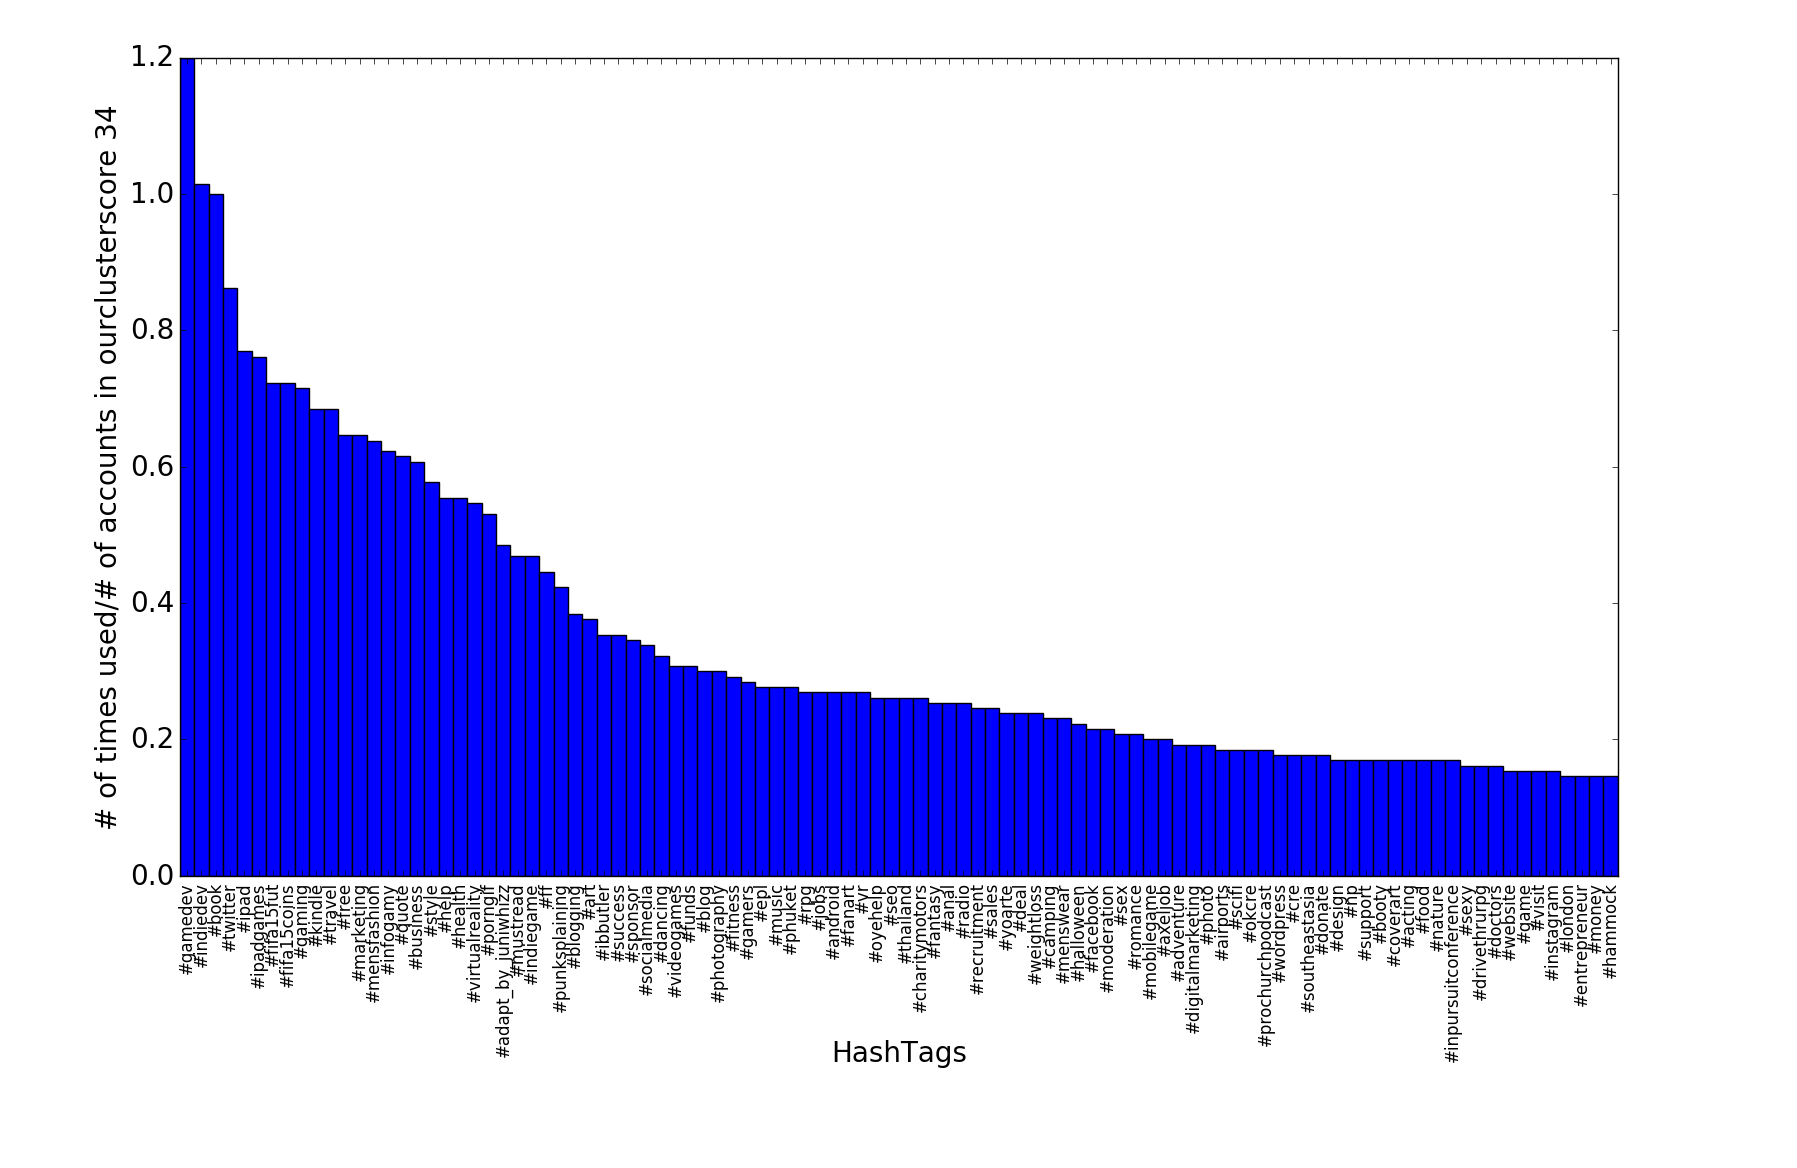 # of times used/# of accounts in ourclusterscore 34
1.2
1.0
0.8
0.6
0.4
0.2
0.0
#gamedev
#indiedev
#book
#twitter
#ipad
#ipadgames
#fifa15fut
#fifa15coins
#gaming
#kindle
#travel
#free
#marketing
#mensfashion
#infogamy
#quote
#business
#style
#help
#health
#virtualreality
#porngif
#adapt_by_juniwhizz
#mustread
#indiegame
#ff
#punksplaining
#blogging
#art
#ibbutler
#success
#sponsor
#socialmedia
#dancing
#videogames
#funds
#blog
#photography
#fitness
#gamers
#epl
#music
#phuket
#rpg
#jobs
#android
#fanart
#vr
#oyehelp
#seo
#thailand
#charitymotors
#fantasy
#anal
#radio
#recruitment
#sales
#yoarte
#deal
#weightloss
#camping
#menswear
#halloween
#facebook
#moderation
#sex
#romance
#mobilegame
#axejob
#adventure
#digitalmarketing
#photo
#airports
#scifi
#okcre
#prochurchpodcast
#wordpress
#cre
#southeastasia
#donate
#design
#np
#support
#booty
#coverart
#acting
#food
#nature
#inpursuitconference
#sexy
#drivethrurpg
#doctors
#website
#game
#visit
#instagram
#london
#entrepreneur
#money
#hammock
HashTags